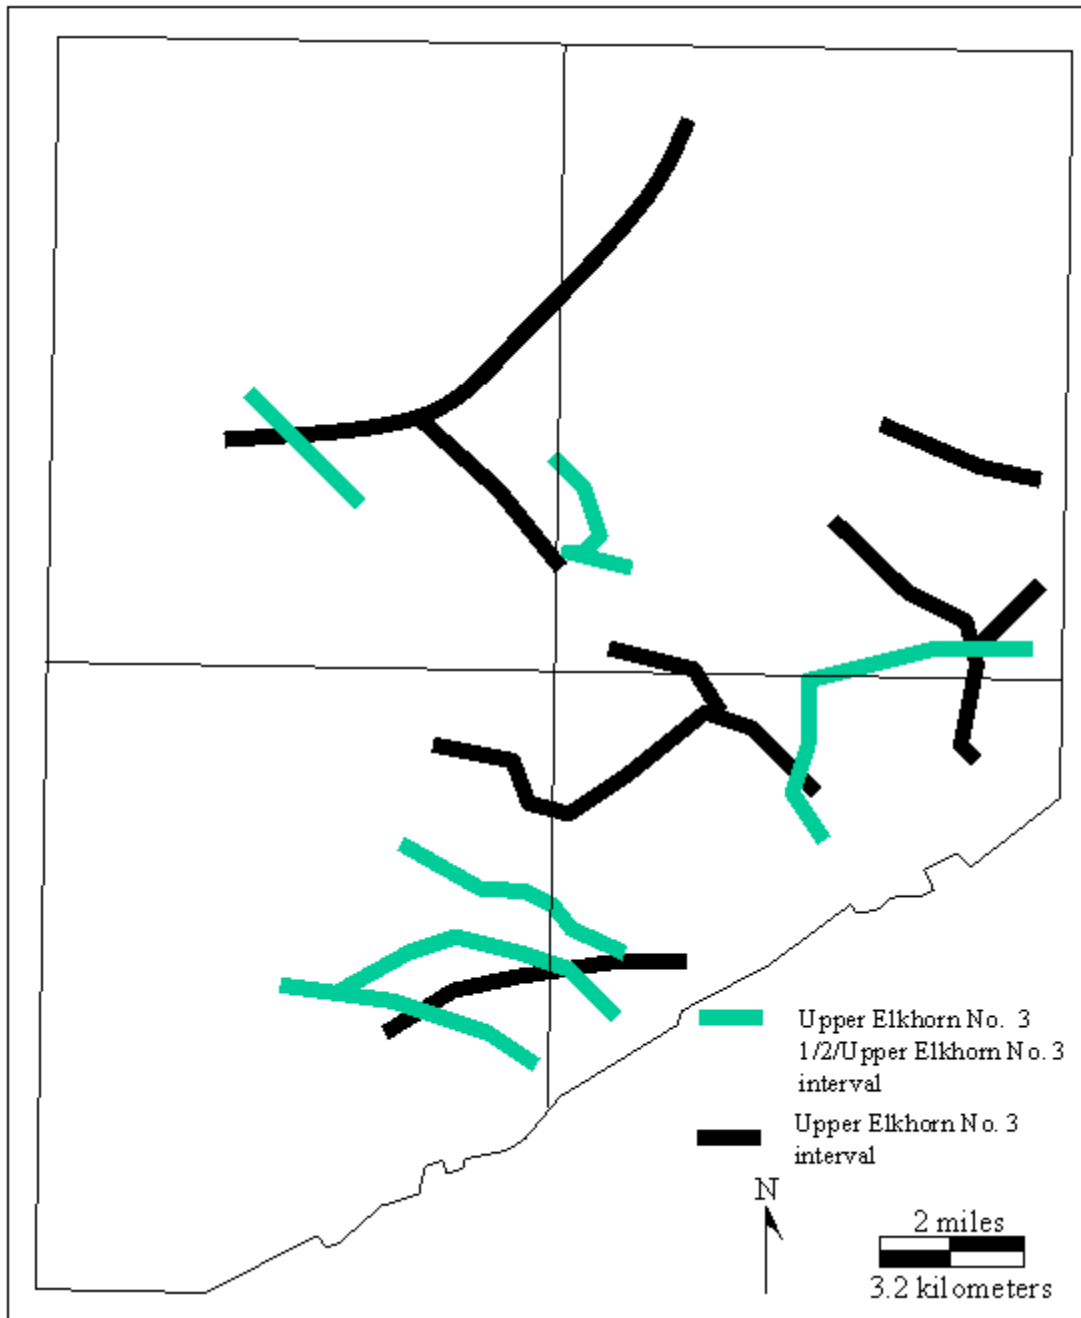 Upper Elkhorn No. 3
1/2/Upper Elkhorn No. 3
interval
Upper Elkhorn No. 3
interval
N
2 miles
3.2 kilometers